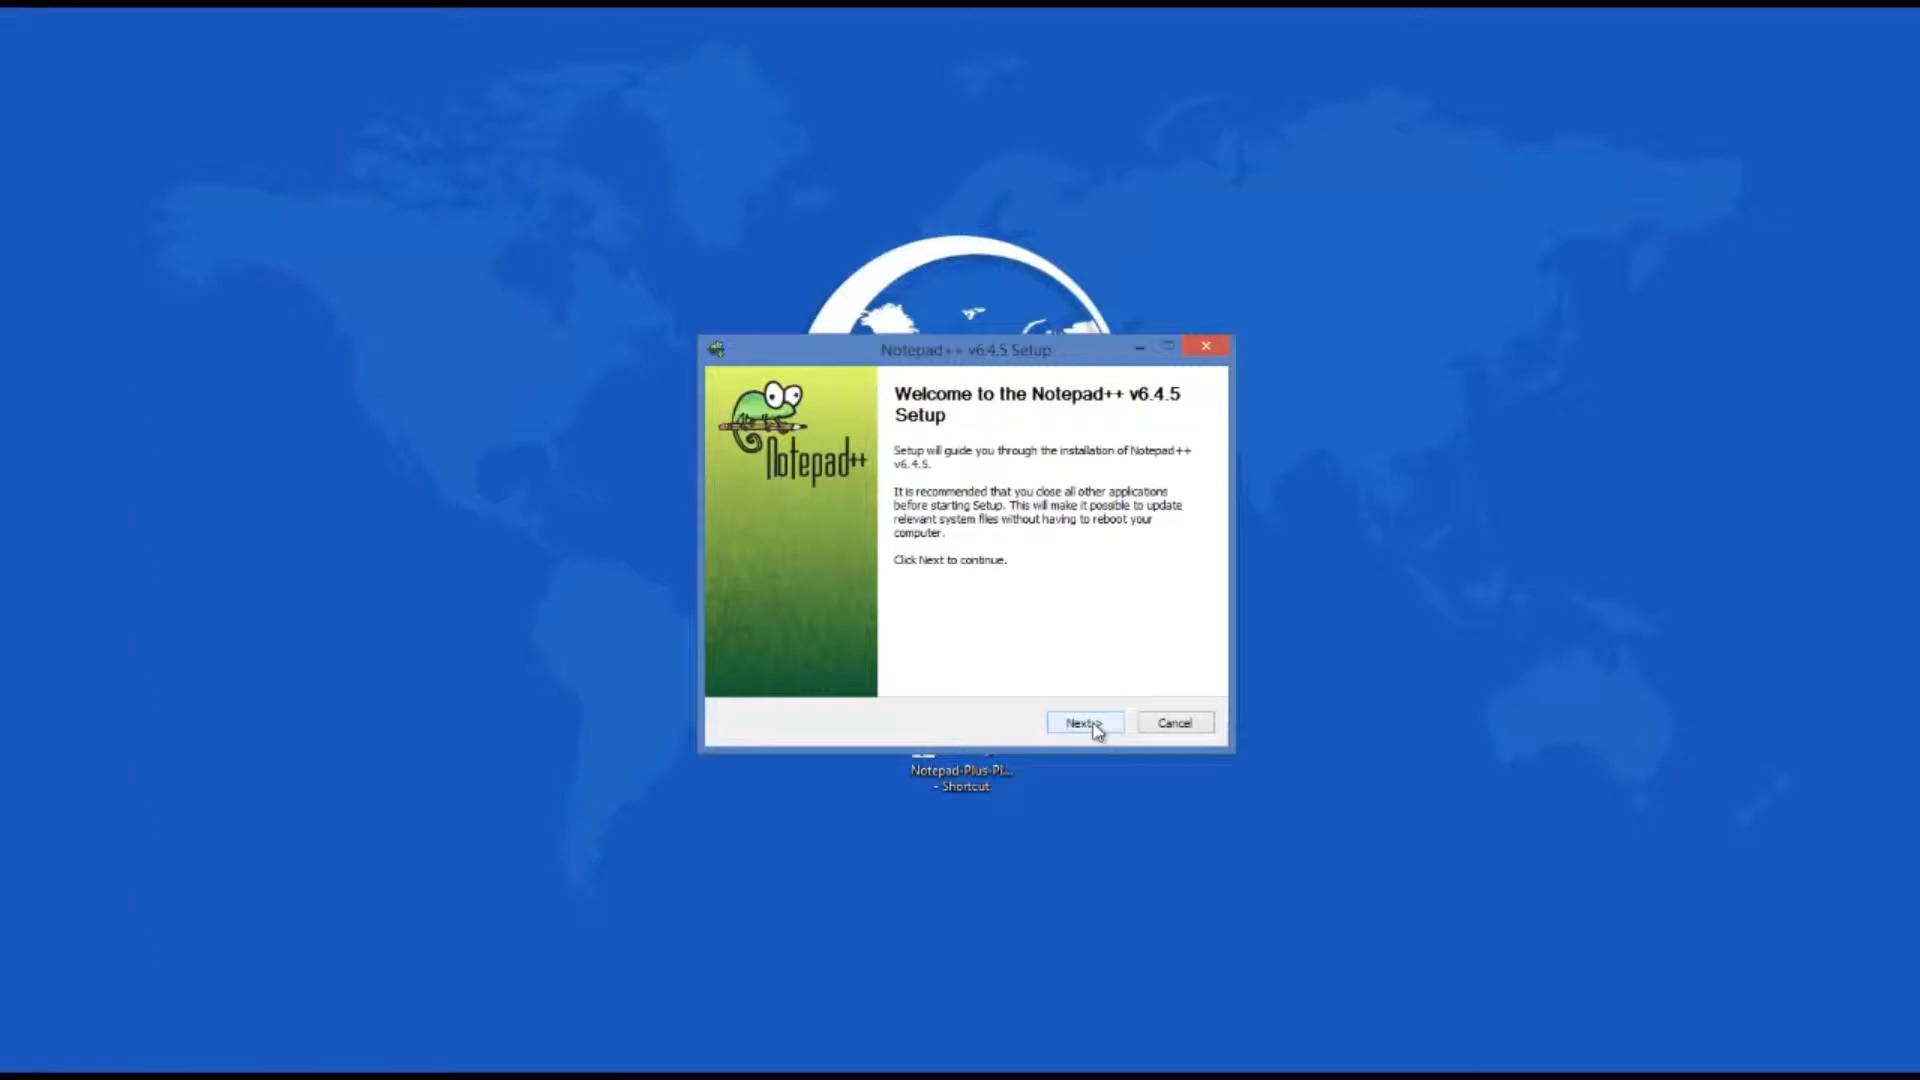 Notepad++ v6.4.5 Setup
Welcome to the Notepad++ v6.4.5
Setup
Notepad++
Setup will guide you through the installation of Notepad++
v6.4.5.
It is recommended that you close all other applications
before starting Setup. This will make it possible to update
relevant system files without having to reboot your
computer.
Click Next to continue.
Next >
Cancel
Notepad-Plus-Pl...
- Shortcut